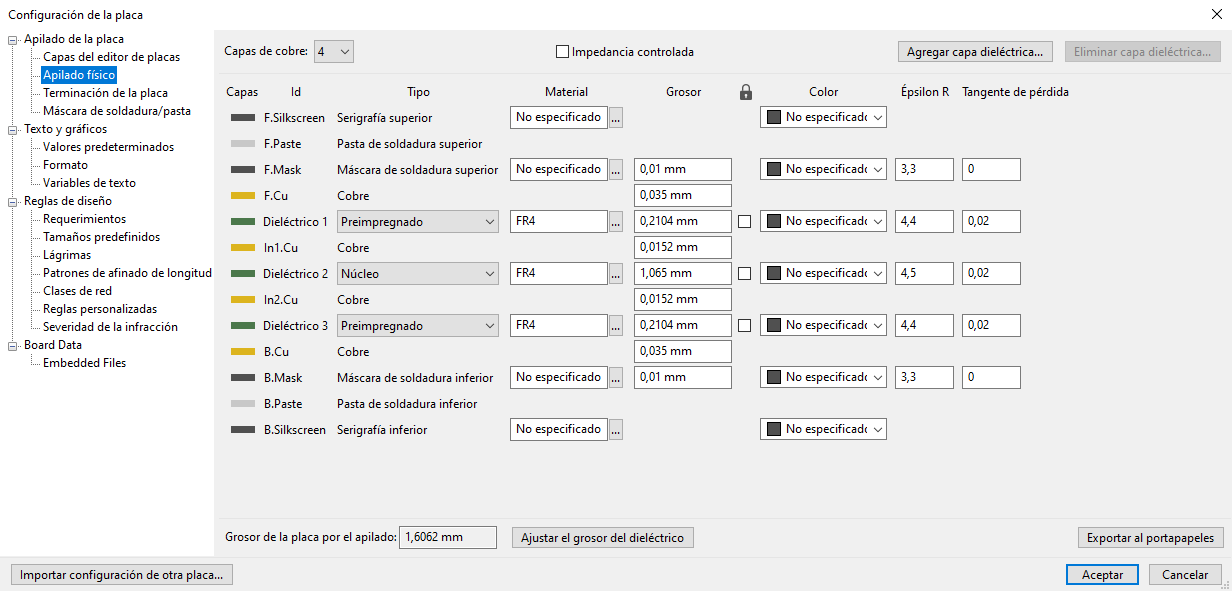 Configuración de la placa
Apilado de la placa
Capas del editor de placas
Apilado físico
Terminación de la placa
Máscara de soldadura/pasta
Texto y gráficos
Valores predeterminados
Formato
Variables de texto
Reglas de diseño
Requerimientos
Tamaños predefinidos
Lágrimas
Patrones de afinado de longitud
Clases de red
Reglas personalizadas
Severidad de la infracción
Board Data
Embedded Files
Capas de cobre: 4 Impedancia controlada Agregar capa dieléctrica... Eliminar capa dieléctrica...
Capas Id Tipo Material Grosor Color Épsilon R Tangente de pérdida
F.Silkscreen Serigrafía superior No especificado ... No especificado
F.Paste Pasta de soldadura superior
F.Mask Máscara de soldadura superior No especificado ... 0,01 mm No especificado 3,3 0
F.Cu Cobre 0,035 mm
Dieléctrico 1 Preimpregnado FR4 ... 0,2104 mm No especificado 4,4 0,02
In1.Cu Cobre 0,0152 mm
Dieléctrico 2 Núcleo FR4 ... 1,065 mm No especificado 4,5 0,02
In2.Cu Cobre 0,0152 mm
Dieléctrico 3 Preimpregnado FR4 ... 0,2104 mm No especificado 4,4 0,02
B.Cu Cobre 0,035 mm
B.Mask Máscara de soldadura inferior No especificado ... 0,01 mm No especificado 3,3 0
B.Paste Pasta de soldadura inferior
B.Silkscreen Serigrafía inferior No especificado ... No especificado
Grosor de la placa por el apilado: 1,6062 mm Ajustar el grosor del dieléctrico Exportar al portapapeles
Importar configuración de otra placa... Aceptar Cancelar